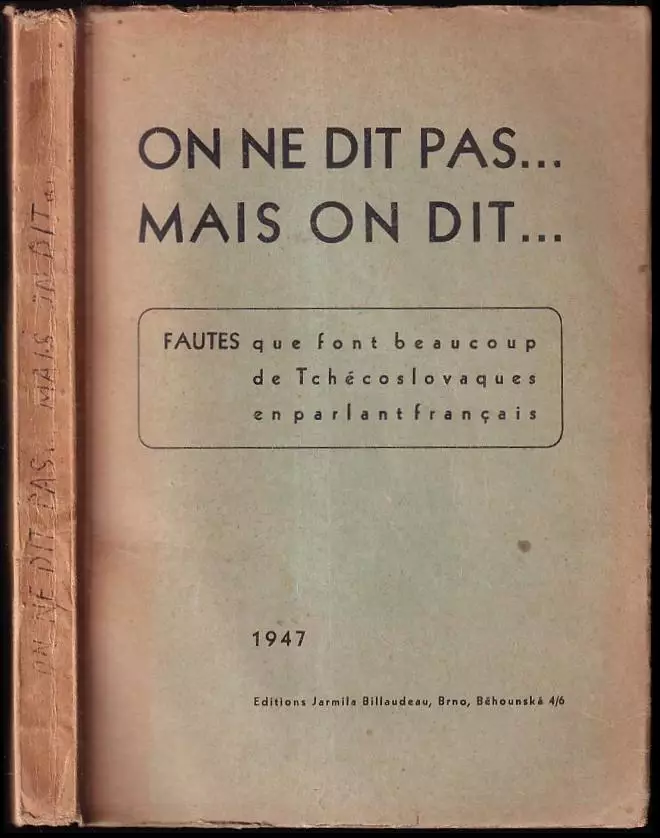 ON NE DIT PAS... MAIS ON DIT...
ON NE DIT PAS...
MAIS ON DIT...
FAUTES que font beaucoup
de Tchécoslovaques
en parlant français
1947
Editions Jarmila Billaudeau, Brno, Běhounská 4/6